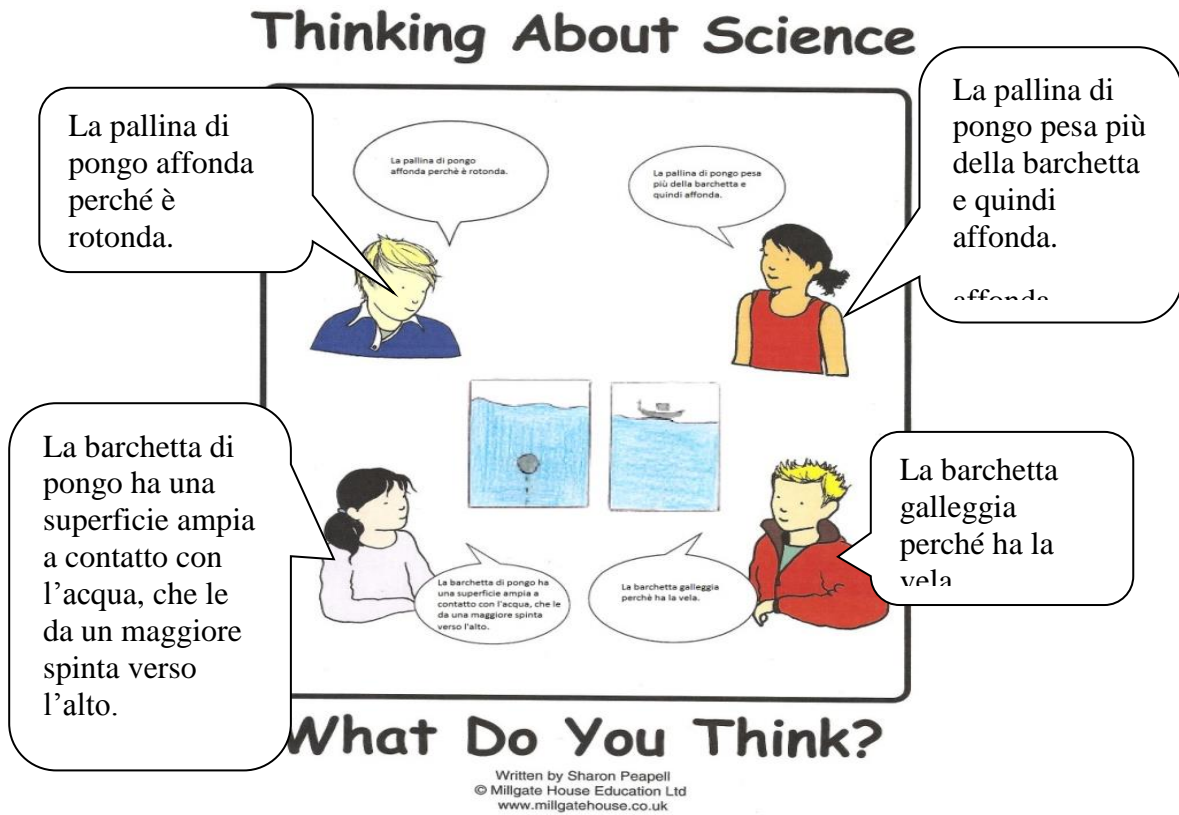 Thinking About Science
La pallina di
pongo affonda
perché è
rotonda.
La pallina di pongo
affonda perchè è rotonda.
La pallina di pongo pesa
più della barchetta e
quindi affonda.
La pallina di
pongo pesa più
della barchetta
e quindi
affonda.
affonda
La barchetta di
pongo ha una
superficie ampia
a contatto con
l’acqua, che le
da un maggiore
spinta verso
l’alto.
La barchetta di pongo ha
una superficie ampia a
contatto con l'acqua, che le
da una maggiore spinta
verso l'alto.
La barchetta galleggia
perchè ha la vela.
La barchetta
galleggia
perché ha la
vela
What Do You Think?
Written by Sharon Peapell
© Millgate House Education Ltd
www.millgatehouse.co.uk